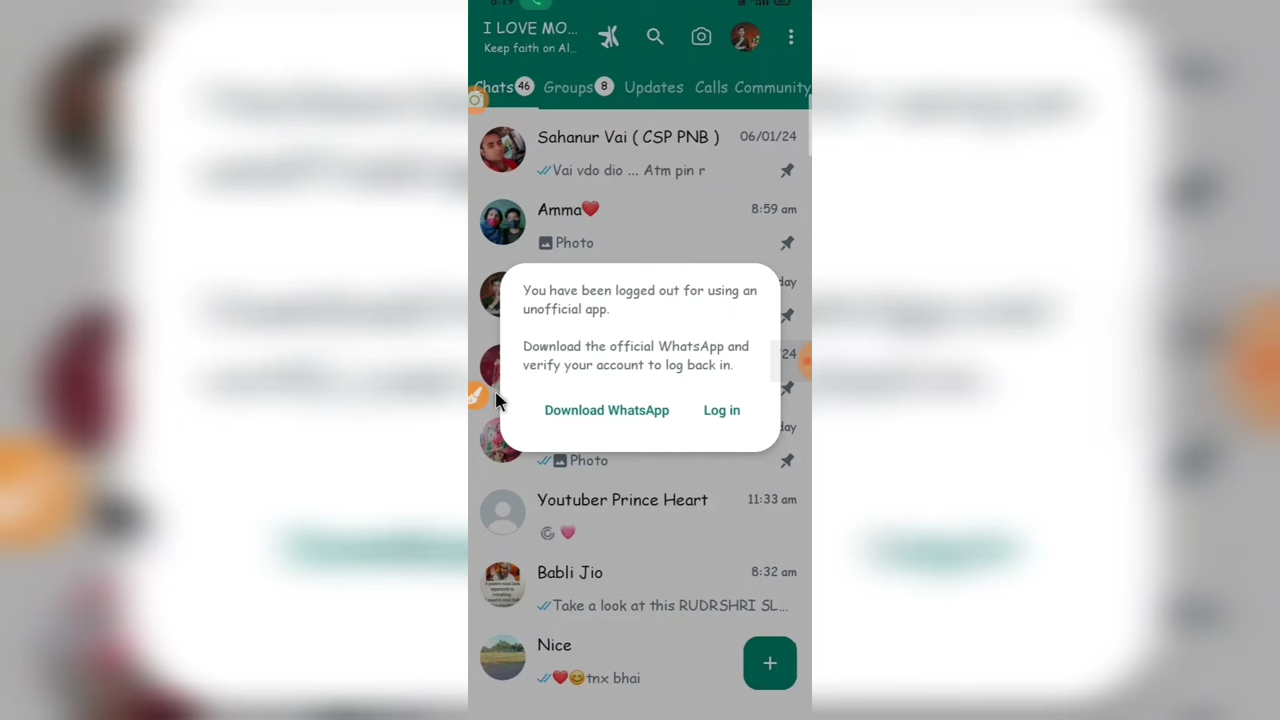 I LOVE MO...
Keep faith on Al...
Chats 46 Groups 8 Updates Calls Community
Sahanur Vai ( CSP PNB ) 06/01/24
Vai vdo dio ... Atm pin r
Amma❤️ 8:59 am
Photo
day
You have been logged out for using an
unofficial app.
Download the official WhatsApp and
verify your account to log back in.
24
Download WhatsApp Log in
day
Photo
Youtuber Prince Heart 11:33 am
💗
Babli Jio 8:32 am
Take a look at this RUDRSHRI SL...
Nice
❤️😊tnx bhai